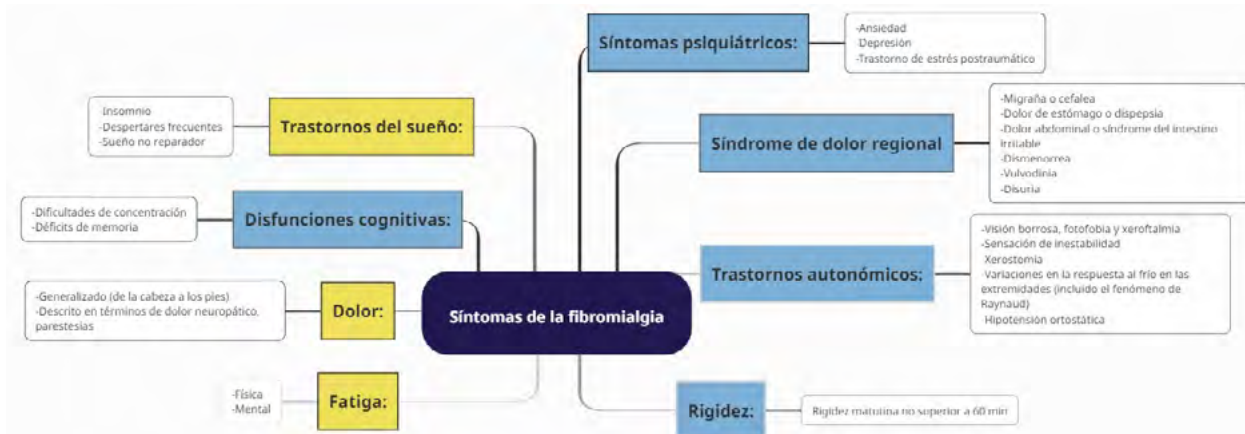 Síntomas psiquiátricos:
-Ansiedad
-Depresión
-Trastorno de estrés postraumático
-Insomnio
-Despertares frecuentes
-Sueño no reparador
Trastornos del sueño:
Síndrome de dolor regional
-Migraña o cefalea
-Dolor de estómago o dispepsia
-Dolor abdominal o síndrome del intestino
irritable
-Dismenorrea
-Vulvodinia
-Disuria
-Dificultades de concentración
-Déficits de memoria
Disfunciones cognitivas:
Trastornos autonómicos:
-Visión borrosa, fotofobia y xeroftalmia
-Sensación de inestabilidad
Xerostomía
-Variaciones en la respuesta al frío en las
extremidades (incluido el fenómeno de
Raynaud)
Hipotensión ortostática
-Generalizado (de la cabeza a los pies)
-Descrito en términos de dolor neuropático,
parestesias
Dolor:
Síntomas de la fibromialgia
-Física
-Mental
Fatiga:
Rigidez:
Rigidez matutina no superior a 60 min